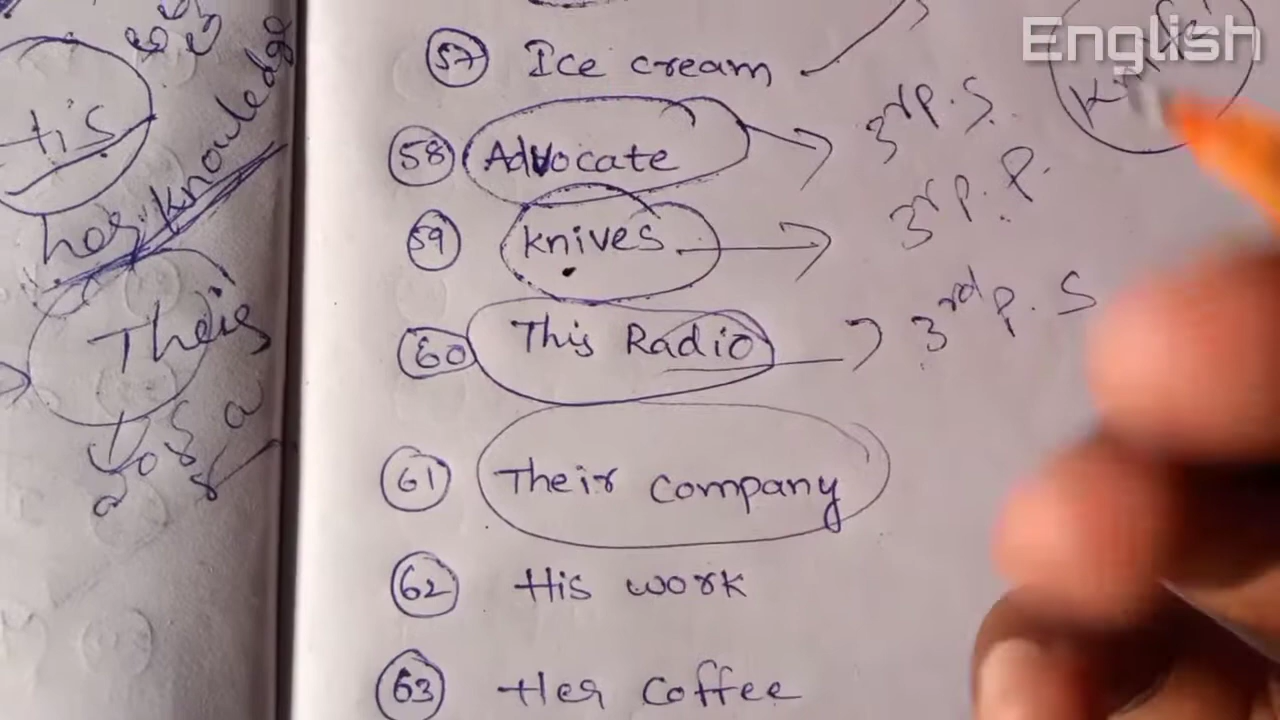 English
57 Ice cream
58 Advocate 3rd p. S
59 knives 3rd p. P.
60 This Radio 3rd p. S
61 Their company
62 His work
63 Her coffee
His
her knowledge
Their